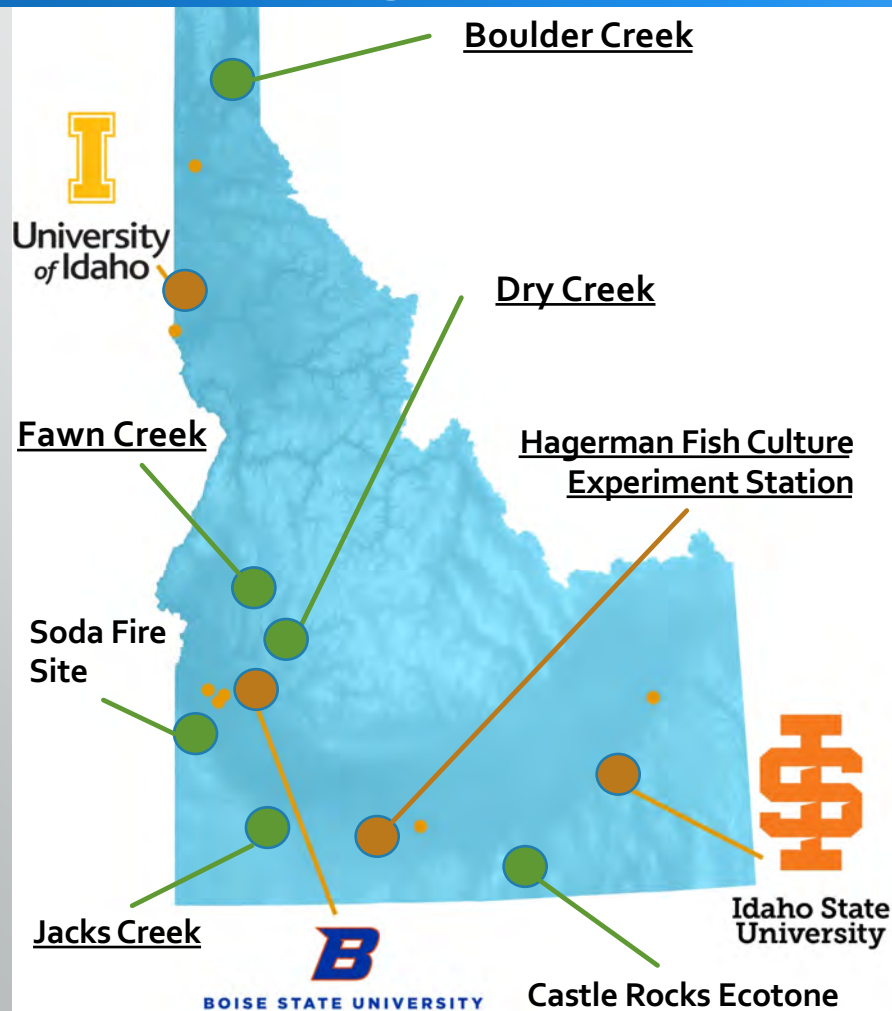 Boulder Creek
I
University
of Idaho
Dry Creek
Fawn Creek
Hagerman Fish Culture
Experiment Station
Soda Fire
Site
Jacks Creek
B
BOISE STATE UNIVERSITY
IS
Idaho State
University
Castle Rocks Ecotone